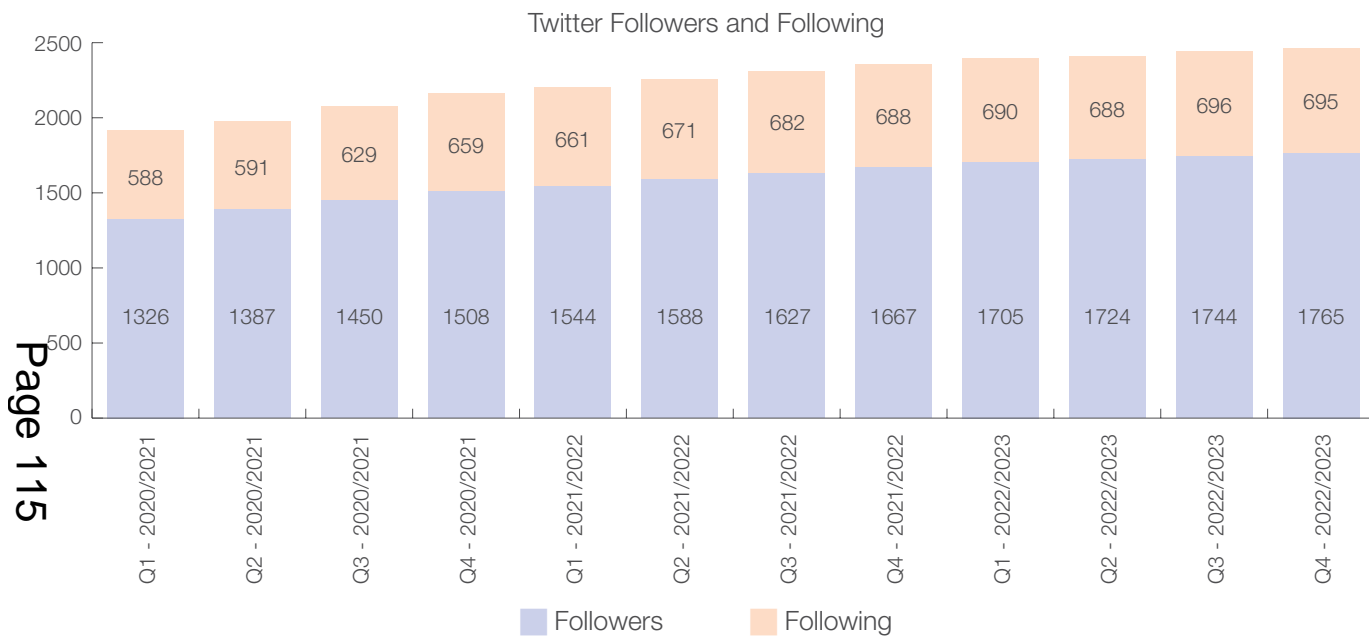 Twitter Followers and Following
2500
2000
1500
1000
500
0
588 591 629 659 661 671 682 688 690 688 696 695
1326 1387 1450 1508 1544 1588 1627 1667 1705 1724 1744 1765
Q1 - 2020/2021
Q2 - 2020/2021
Q3 - 2020/2021
Q4 - 2020/2021
Q1 - 2021/2022
Q2 - 2021/2022
Q3 - 2021/2022
Q4 - 2021/2022
Q1 - 2022/2023
Q2 - 2022/2023
Q3 - 2022/2023
Q4 - 2022/2023
Followers Following
Page 115